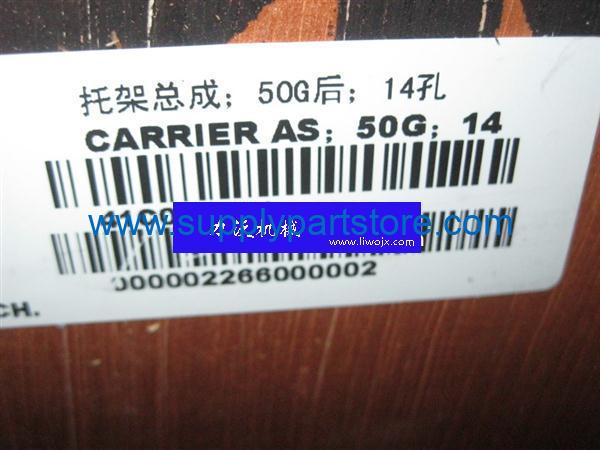 托架总成；50G后；14孔
CARRIER AS；50G；14
www.supplypartstore.com
www.liwojx.com
000002266000002
CH.